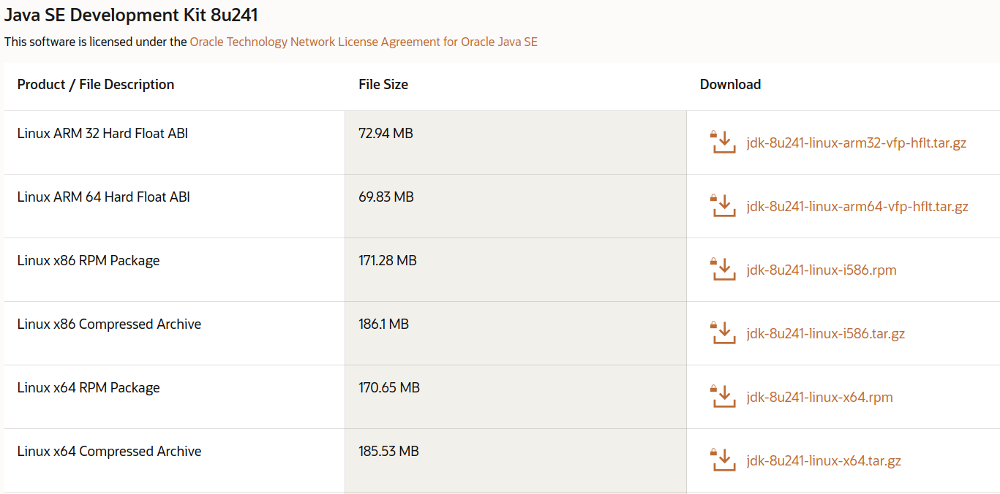 Java SE Development Kit 8u241
This software is licensed under the Oracle Technology Network License Agreement for Oracle Java SE
Product / File Description File Size Download
Linux ARM 32 Hard Float ABI 72.94 MB jdk-8u241-linux-arm32-vfp-hflt.tar.gz
Linux ARM 64 Hard Float ABI 69.83 MB jdk-8u241-linux-arm64-vfp-hflt.tar.gz
Linux x86 RPM Package 171.28 MB jdk-8u241-linux-i586.rpm
Linux x86 Compressed Archive 186.1 MB jdk-8u241-linux-i586.tar.gz
Linux x64 RPM Package 170.65 MB jdk-8u241-linux-x64.rpm
Linux x64 Compressed Archive 185.53 MB jdk-8u241-linux-x64.tar.gz